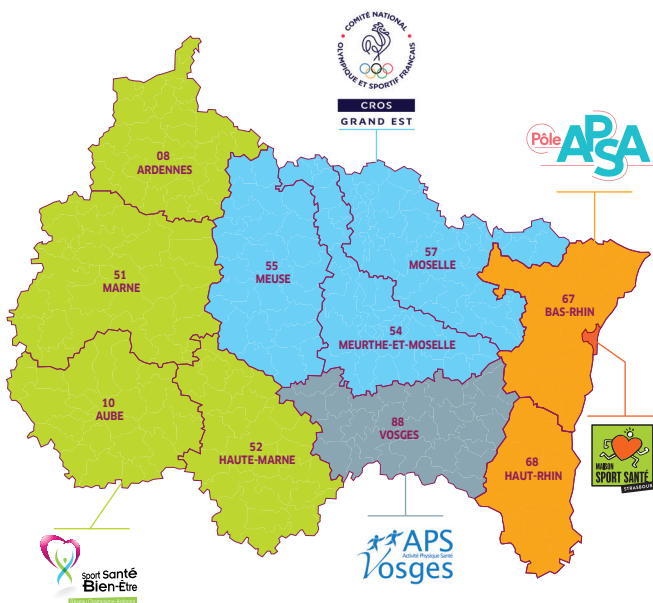 COMITÉ NATIONAL
OLYMPIQUE ET SPORTIF FRANÇAIS
CROS
GRAND EST
Pôle APSA
08
ARDENNES
57
MOSELLE
55
MEUSE
51
MARNE
67
BAS-RHIN
54
MEURTHE-ET-MOSELLE
10
AUBE
88
VOSGES
52
HAUTE-MARNE
68
HAUT-RHIN
MAISON
SPORT SANTÉ
STRASBOURG
APS
Activité Physique Santé
Vosges
Sport Santé
Bien-Être